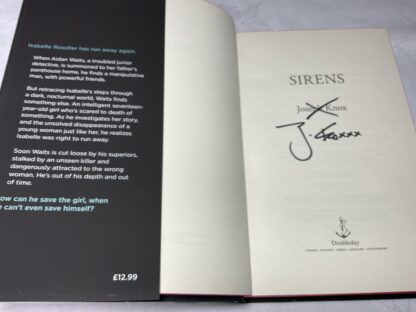 Isabelle Rossiter has run away again.
When Aidan Waits, a troubled junior
detective, is summoned to her father's
penthouse home, he finds a manipulative
man, with powerful friends.
But retracing Isabelle's steps through
a dark, nocturnal world, Waits finds
something else. An intelligent seventeen-
year-old girl who's scared to death of
something. As he investigates her story,
and the unsolved disappearance of a
young woman just like her, he realizes
Isabelle was right to run away.
Soon Waits is cut loose by his superiors,
stalked by an unseen killer and
dangerously attracted to the wrong
woman. He's out of his depth and out
of time.
ow can he save the girl, when
e can't even save himself?
£12.99
SIRENS
Joseph Knox
J. Knoxxx
Doubleday